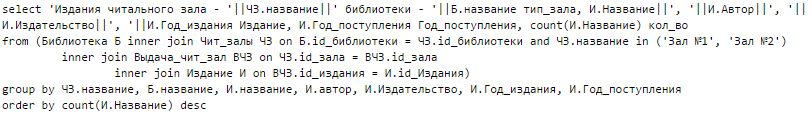 select 'Издания читального зала - '||ЧЗ.название||' библиотеки - '||Б.название тип_зала, И.Название||', '||И.Автор||', '||
И.Издательство||', '||И.Год_издания Издание, И.Год_поступления Год_поступления, count(И.Название) кол_во
from (Библиотека Б inner join Чит_залы ЧЗ on Б.id_библиотеки = ЧЗ.id_библиотеки and ЧЗ.название in ('Зал №1', 'Зал №2')
inner join Выдача_чит_зал ВЧЗ on ЧЗ.id_зала = ВЧЗ.id_зала
inner join Издание И on ВЧЗ.id_издания = И.id_Издания)
group by ЧЗ.название, Б.название, И.название, И.автор, И.Издательство, И.Год_издания, И.Год_поступления
order by count(И.Название) desc